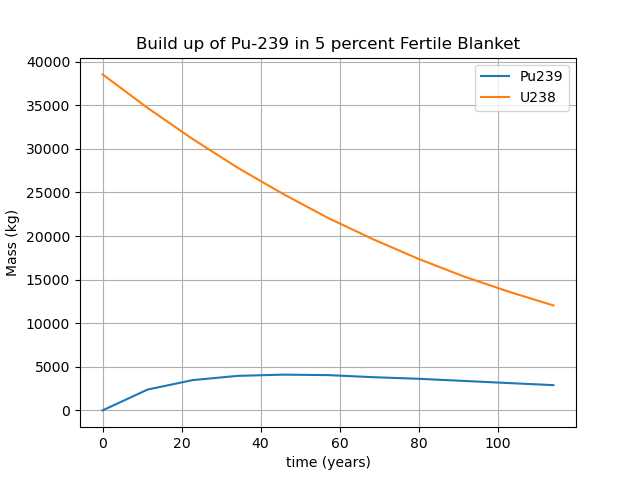 Build up of Pu-239 in 5 percent Fertile Blanket
Pu239
U238
Mass (kg)
40000
35000
30000
25000
20000
15000
10000
5000
0
0 20 40 60 80 100
time (years)